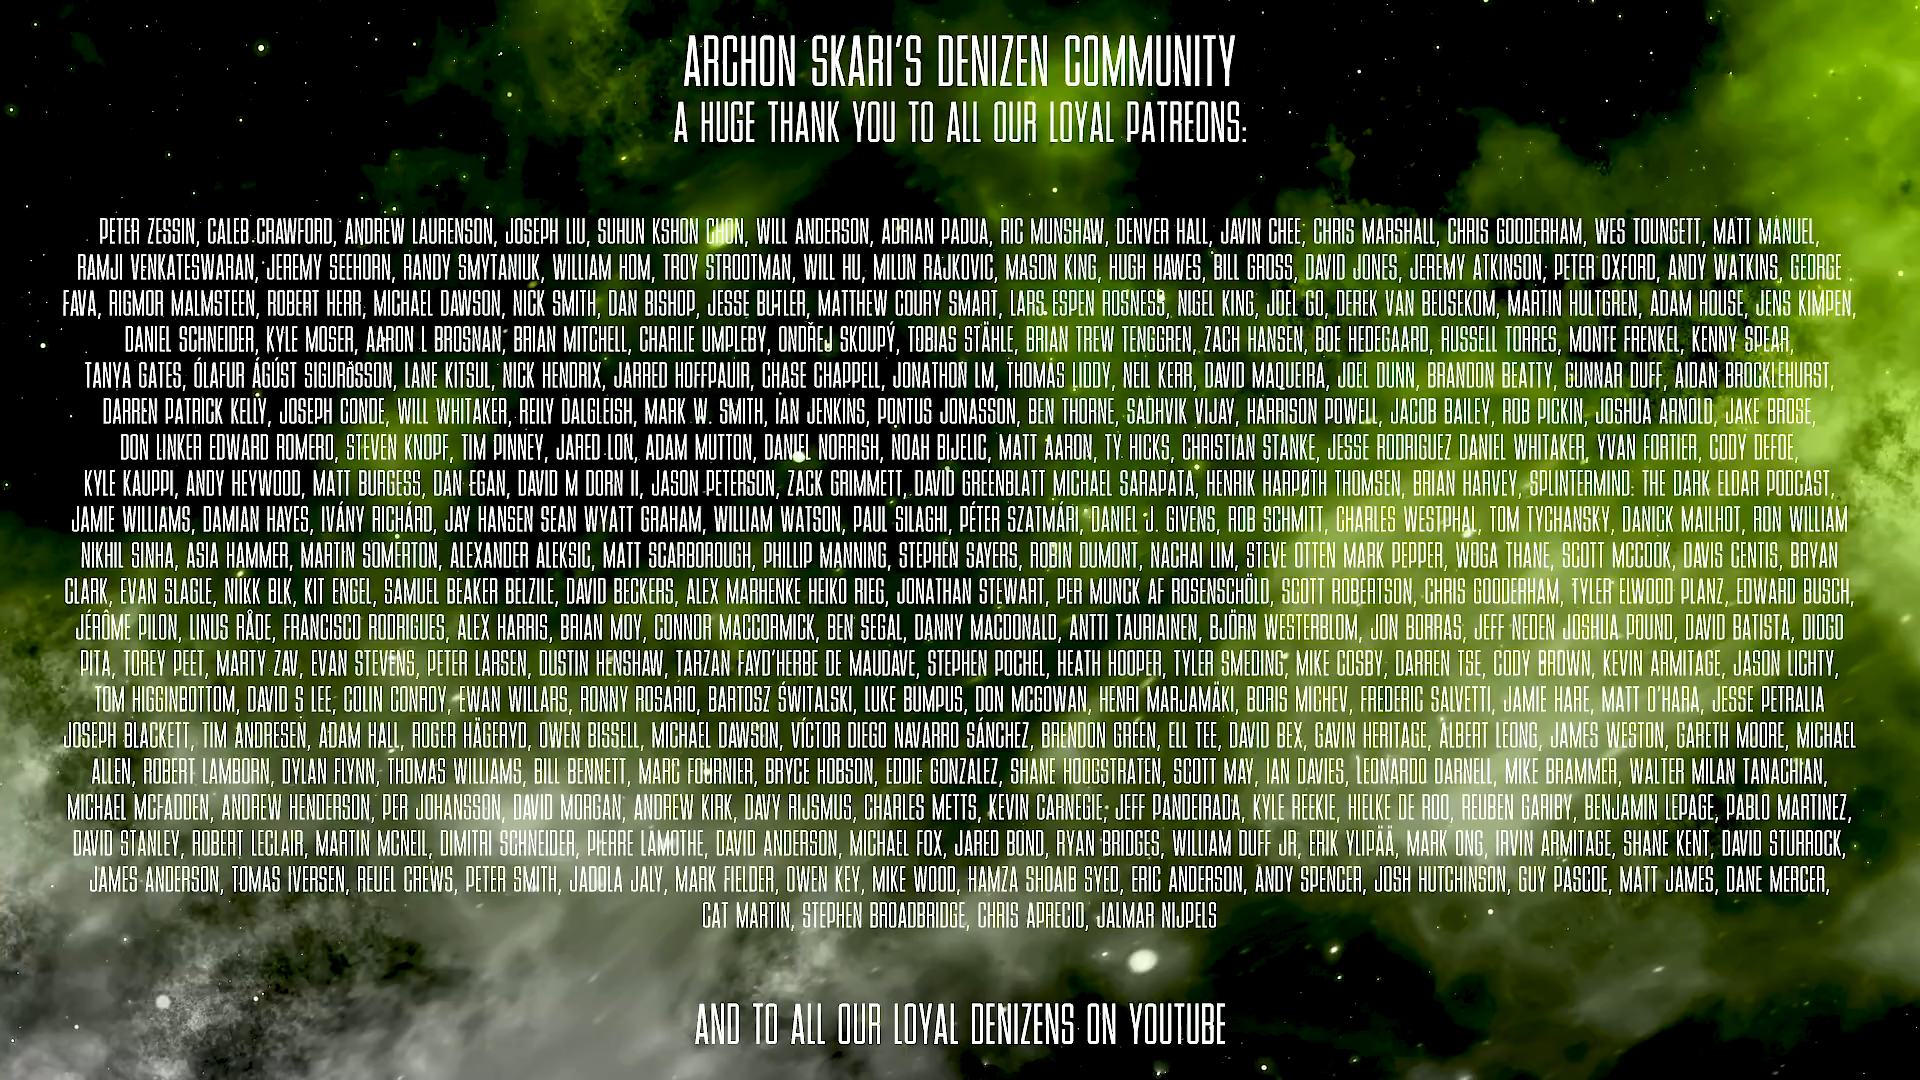 ARCHON SKARI'S DENIZEN COMMUNITY
A HUGE THANK YOU TO ALL OUR LOYAL PATREONS:
PETER ZESSIN, CALEB CRAWFORD, ANDREW LAURENSON, JOSEPH LIU, SUHUN KSHON CHON, WILL ANDERSON, ADRIAN PADUA, RIC MUNSHAW, DENVER HALL, JAVIN CHEE, CHRIS MARSHALL, CHRIS GOODERHAM, WES TOUNGETT, MATT MANUEL,
RAMJI VENKATESWARAN, JEREMY SEEHORN, RANDY SMYTANIUK, WILLIAM HOM, TROY STROOTMAN, WILL HU, MILUN RAJKOVIC, MASON KING, HUGH HAWES, BILL GROSS, DAVID JONES, JEREMY ATKINSON, PETER OXFORD, ANDY WATKINS, GEORGE
FAVA, RIGMOR MALMSTEEN, ROBERT HERR, MICHAEL DAWSON, NICK SMITH, DAN BISHOP, JESSE BUTLER, MATTHEW COURY SMART, LARS ESPEN ROSNESS, NIGEL KING, JOEL GO, DEREK VAN BEUSEKOM, MARTIN HULTGREN, ADAM HOUSE, JENS KIMPEN,
DANIEL SCHNEIDER, KYLE MOSER, AARON L BROSNAN, BRIAN MITCHELL, CHARLIE UMPLEBY, ONDŘEJ SKOUPÝ, TOBIAS STÄHLE, BRIAN TREW TENGGREN, ZACH HANSEN, BOE HEDEGAARD, RUSSELL TORRES, MONTE FRENKEL, KENNY SPEAR,
TANYA GATES, ÓLAFUR ÁGÚST SIGURÐSSON, LANE KITSUL, NICK HENDRIX, JARRED HOFFPAUIR, CHASE CHAPPELL, JONATHON LM, THOMAS LIDDY, NEIL KERR, DAVID MAQUEIRA, JOEL DUNN, BRANDON BEATTY, GUNNAR DUFF, AIDAN BROCKLEHURST,
DARREN PATRICK KELLY, JOSEPH CONDE, WILL WHITAKER, REILY DALGLEISH, MARK W. SMITH, IAN JENKINS, PONTUS JONASSON, BEN THORNE, SADHVIK VIJAY, HARRISON POWELL, JACOB BAILEY, ROB PICKIN, JOSHUA ARNOLD, JAKE BROSE,
DON LINKER EDWARD ROMERO, STEVEN KNOPF, TIM PINNEY, JARED LON, ADAM MUTTON, DANIEL NORRISH, NOAH BIJELIC, MATT AARON, TY HICKS, CHRISTIAN STANKE, JESSE RODRIGUEZ DANIEL WHITAKER, YVAN FORTIER, CODY DEFOE,
KYLE KAUPPI, ANDY HEYWOOD, MATT BURGESS, DAN EGAN, DAVID M DORN II, JASON PETERSON, ZACK GRIMMETT, DAVID GREENBLATT MICHAEL SARAPATA, HENRIK HARPØTH THOMSEN, BRIAN HARVEY, SPLINTERMIND: THE DARK ELDAR PODCAST,
JAMIE WILLIAMS, DAMIAN HAYES, IVÁNY RICHÁRD, JAY HANSEN SEAN WYATT GRAHAM, WILLIAM WATSON, PAUL SILAGHI, PÉTER SZATMÁRI, DANIEL J. GIVENS, ROB SCHMITT, CHARLES WESTPHAL, TOM TYCHANSKY, DANICK MAILHOT, RON WILLIAM
NIKHIL SINHA, ASIA HAMMER, MARTIN SOMERTON, ALEXANDER ALEKSIC, MATT SCARBOROUGH, PHILLIP MANNING, STEPHEN SAYERS, ROBIN DUMONT, NACHAI LIM, STEVE OTTEN MARK PEPPER, WOGA THANE, SCOTT MCCOOK, DAVIS CENTIS, BRYAN
CLARK, EVAN SLAGLE, NIKK BLK, KIT ENGEL, SAMUEL BEAKER BELZILE, DAVID BECKERS, ALEX MARHENKE HEIKO RIEG, JONATHAN STEWART, PER MUNCK AF ROSENSCHÖLD, SCOTT ROBERTSON, CHRIS GOODERHAM, TYLER ELWOOD PLANZ, EDWARD BUSCH,
JÉRÔME PILON, LINUS RÅDE, FRANCISCO RODRIGUES, ALEX HARRIS, BRIAN MOY, CONNOR MACCORMICK, BEN SEGAL, DANNY MACDONALD, ANTTI TAURIAINEN, BJÖRN WESTERBLOM, JON BORRAS, JEFF NEDEN JOSHUA POUND, DAVID BATISTA, DIOGO
PITA, TOREY PEET, MARTY ZAV, EVAN STEVENS, PETER LARSEN, DUSTIN HENSHAW, TARZAN FAYD'HERBE DE MAUDAVE, STEPHEN POCHEL, HEATH HOOPER, TYLER SMEDING, MIKE COSBY, DARREN TSE, CODY BROWN, KEVIN ARMITAGE, JASON LICHTY,
TOM HIGGINBOTTOM, DAVID S LEE, COLIN CONROY, EWAN WILLARS, RONNY ROSARIO, BARTOSZ ŚWITALSKI, LUKE BUMPUS, DON MCGOWAN, HENRI MARJAMÄKI, BORIS MICHEV, FREDERIC SALVETTI, JAMIE HARE, MATT O'HARA, JESSE PETRALIA
JOSEPH BLACKETT, TIM ANDRESEN, ADAM HALL, ROGER HÄGERYD, OWEN BISSELL, MICHAEL DAWSON, VÍCTOR DIEGO NAVARRO SÁNCHEZ, BRENDON GREEN, ELL TEE, DAVID BEX, GAVIN HERITAGE, ALBERT LEONG, JAMES WESTON, GARETH MOORE, MICHAEL
ALLEN, ROBERT LAMBORN, DYLAN FLYNN, THOMAS WILLIAMS, BILL BENNETT, MARC FOURNIER, BRYCE HOBSON, EDDIE GONZALEZ, SHANE HOOGSTRATEN, SCOTT MAY, IAN DAVIES, LEONARDO DARNELL, MIKE BRAMMER, WALTER MILAN TANACHIAN,
MICHAEL MCFADDEN, ANDREW HENDERSON, PER JOHANSSON, DAVID MORGAN, ANDREW KIRK, DAVY RIJSMUS, CHARLES METTS, KEVIN CARNEGIE, JEFF PANDEIRADA, KYLE REEKIE, HIELKE DE ROO, REUBEN GARIBY, BENJAMIN LEPAGE, PABLO MARTINEZ,
DAVID STANLEY, ROBERT LECLAIR, MARTIN MCNEIL, DIMITRI SCHNEIDER, PIERRE LAMOTHE, DAVID ANDERSON, MICHAEL FOX, JARED BOND, RYAN BRIDGES, WILLIAM DUFF JR, ERIK YLIPÄÄ, MARK ONG, IRVIN ARMITAGE, SHANE KENT, DAVID STURROCK,
JAMES ANDERSON, TOMAS IVERSEN, REUEL CREWS, PETER SMITH, JADOLA JALY, MARK FIELDER, OWEN KEY, MIKE WOOD, HAMZA SHOAIB SYED, ERIC ANDERSON, ANDY SPENCER, JOSH HUTCHINSON, GUY PASCOE, MATT JAMES, DANE MERCER,
CAT MARTIN, STEPHEN BROADBRIDGE, CHRIS APRECIO, JALMAR NIJPELS
AND TO ALL OUR LOYAL DENIZENS ON YOUTUBE